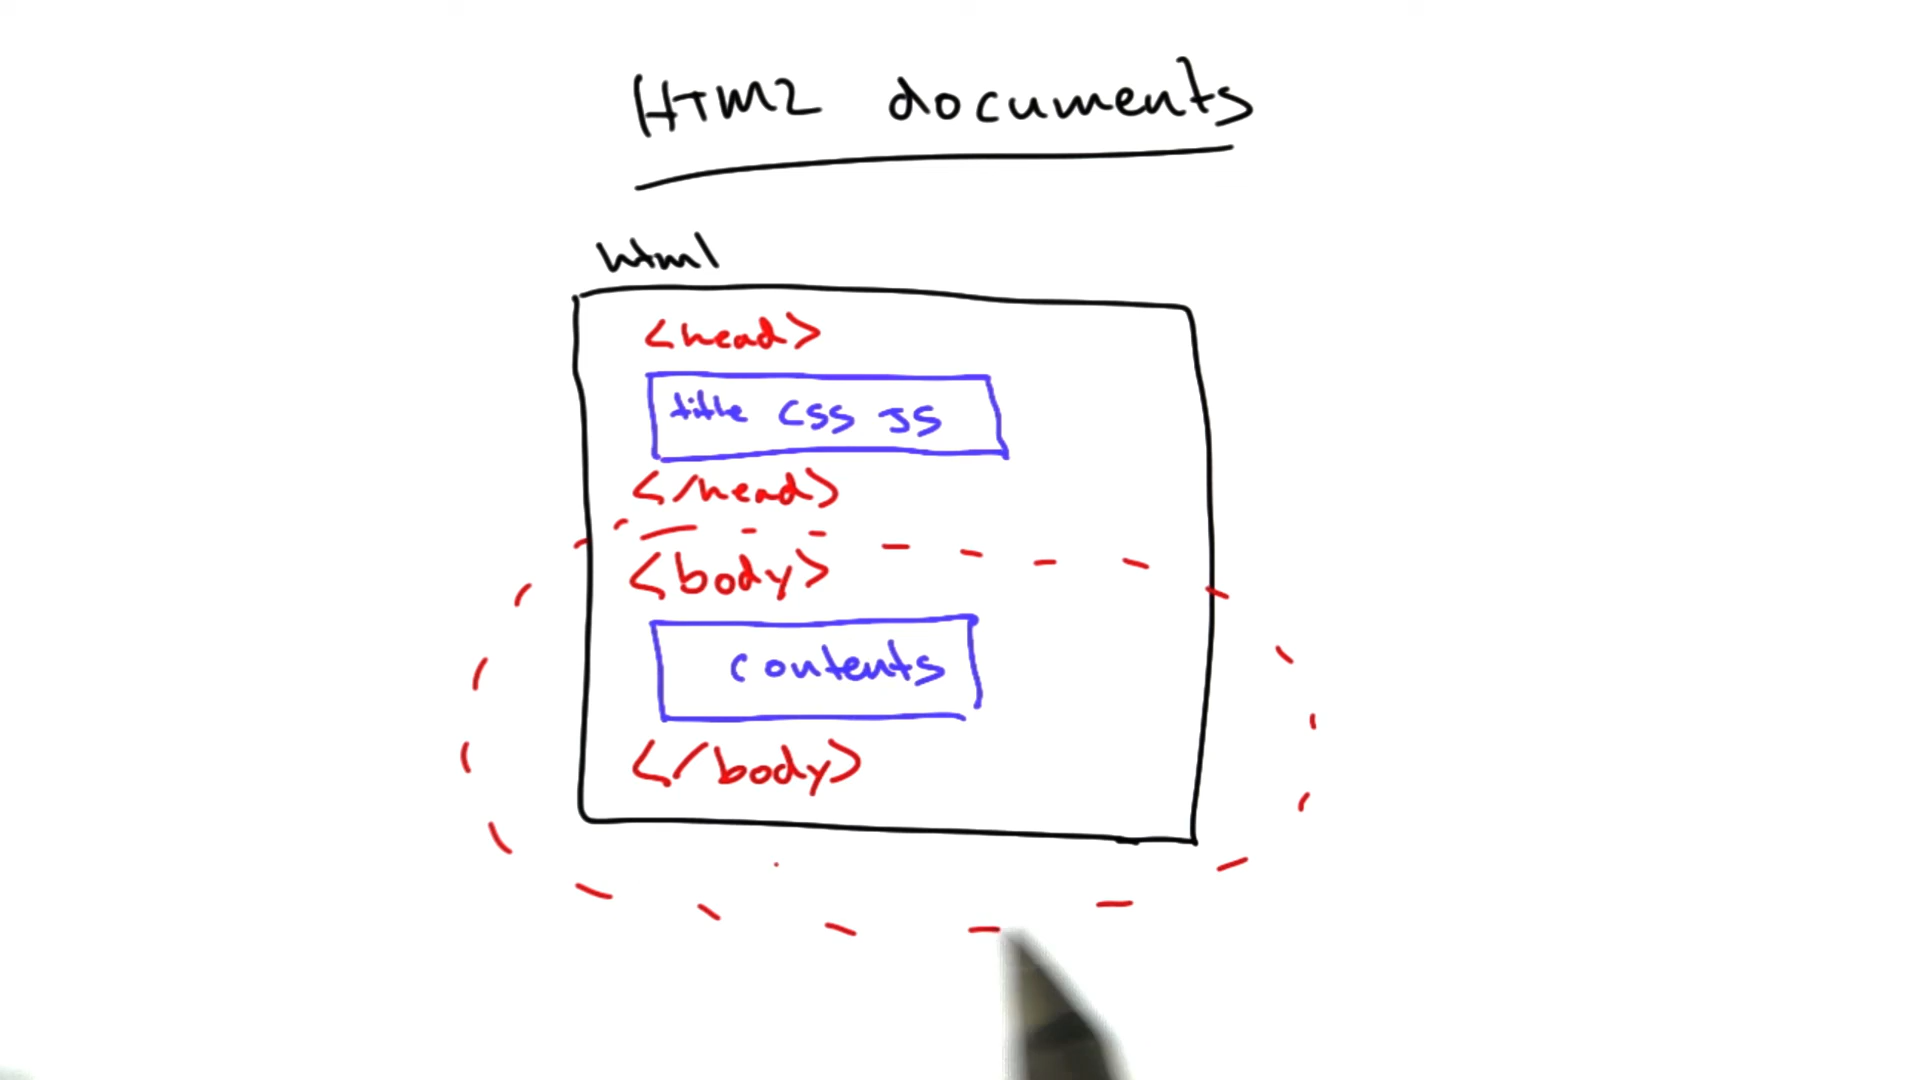 HTML documents
html
<head>
title CSS JS
</head>
<body>
contents
</body>